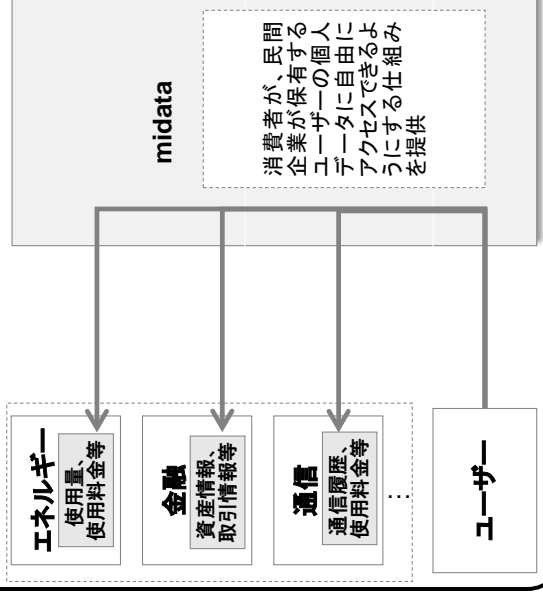 midata
消費者が、民間
企業が保有する
ユーザーの個人
データに自由に
アクセスできるよ
うにする仕組み
を提供
エネルギー
使用量、
使用料金等
金融
資産情報、
取引情報等
通信
通信履歴、
使用料金等
…
ユーザー